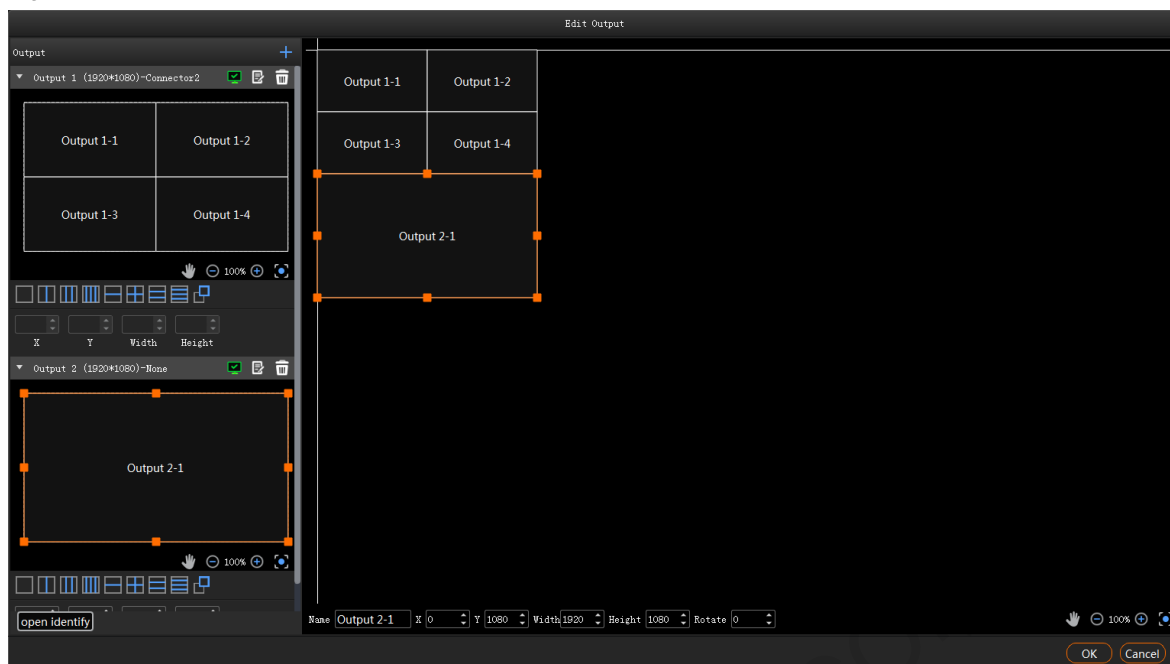 Edit Output
Output
Output 1 (1920*1080)-Connector2
Output 1-1 Output 1-2
Output 1-3 Output 1-4
100%
X Y Width Height
Output 2 (1920*1080)-None
Output 2-1
100%
open identify
Output 1-1 Output 1-2
Output 1-3 Output 1-4
Output 2-1
Name Output 2-1 X 0 Y 1080 Width 1920 Height 1080 Rotate 0 100%
OK Cancel